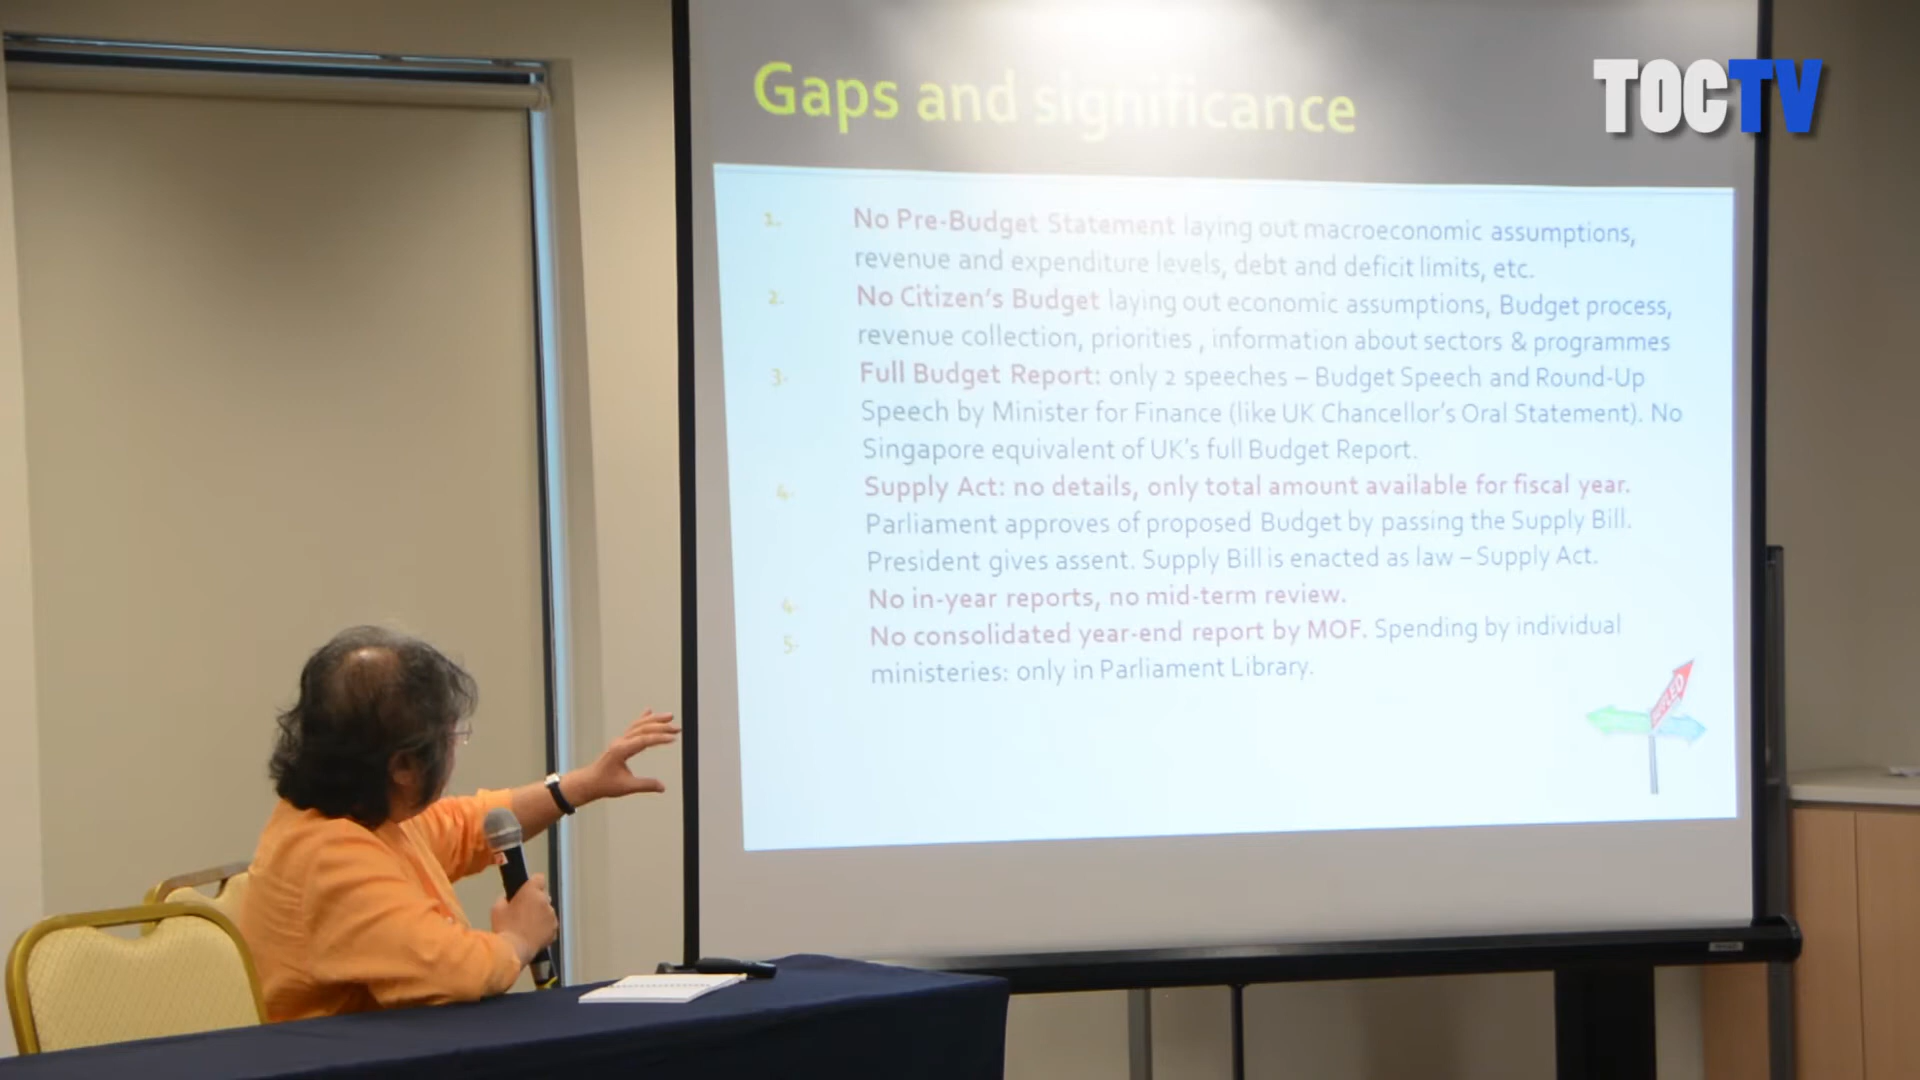 TOCTV
Gaps and significance
1. No Pre-Budget Statement laying out macroeconomic assumptions,
revenue and expenditure levels, debt and deficit limits, etc.
2. No Citizen's Budget laying out economic assumptions, Budget process,
revenue collection, priorities , information about sectors & programmes
3. Full Budget Report: only 2 speeches – Budget Speech and Round-Up
Speech by Minister for Finance (like UK Chancellor's Oral Statement). No
Singapore equivalent of UK's full Budget Report.
4. Supply Act: no details, only total amount available for fiscal year.
Parliament approves of proposed Budget by passing the Supply Bill.
President gives assent. Supply Bill is enacted as law – Supply Act.
4. No in-year reports, no mid-term review.
5. No consolidated year-end report by MOF. Spending by individual
ministeries: only in Parliament Library.